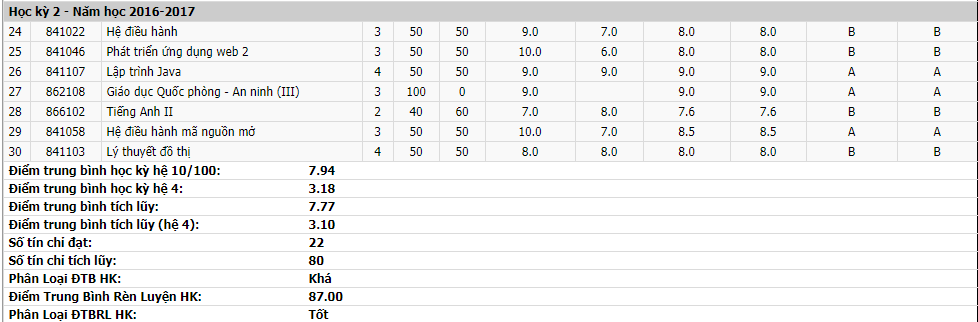 Học kỳ 2 - Năm học 2016-2017
24 841022 Hệ điều hành 3 50 50 9.0 7.0 8.0 8.0 B B
25 841046 Phát triển ứng dụng web 2 3 50 50 10.0 6.0 8.0 8.0 B B
26 841107 Lập trình Java 4 50 50 9.0 9.0 9.0 9.0 A A
27 862108 Giáo dục Quốc phòng - An ninh (III) 3 100 0 9.0 9.0 9.0 A A
28 866102 Tiếng Anh II 2 40 60 7.0 8.0 7.6 7.6 B B
29 841058 Hệ điều hành mã nguồn mở 3 50 50 10.0 7.0 8.5 8.5 A A
30 841103 Lý thuyết đồ thị 4 50 50 8.0 8.0 8.0 8.0 B B
Điểm trung bình học kỳ hệ 10/100: 7.94
Điểm trung bình học kỳ hệ 4: 3.18
Điểm trung bình tích lũy: 7.77
Điểm trung bình tích lũy (hệ 4): 3.10
Số tín chỉ đạt: 22
Số tín chỉ tích lũy: 80
Phân Loại ĐTB HK: Khá
Điểm Trung Bình Rèn Luyện HK: 87.00
Phân Loại ĐTBRL HK: Tốt